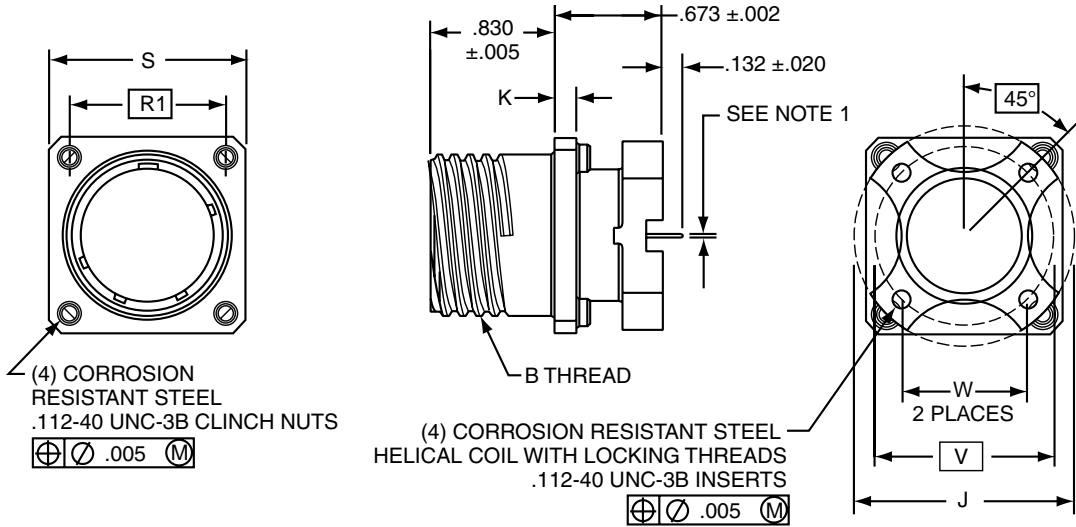 S
R1
(4) CORROSION
RESISTANT STEEL
.112-40 UNC-3B CLINCH NUTS
⌖ ⌀ .005 Ⓜ
.830
±.005
.673 ±.002
.132 ±.020
K
SEE NOTE 1
B THREAD
45°
(4) CORROSION RESISTANT STEEL
HELICAL COIL WITH LOCKING THREADS
.112-40 UNC-3B INSERTS
⌖ ⌀ .005 Ⓜ
W
2 PLACES
V
J